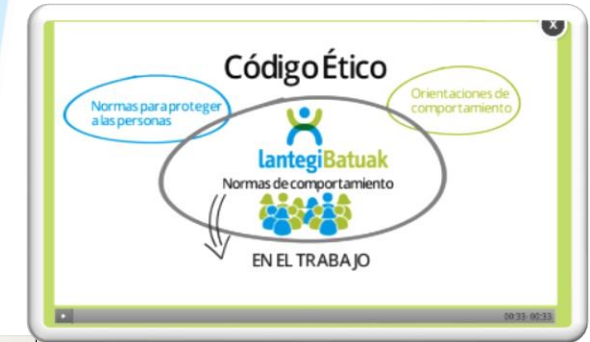 X
Código Ético
Normas para proteger
a las personas
Orientaciones de
comportamiento
lantegiBatuak
Normas de comportamiento
EN EL TRABAJO
00:33-00:33